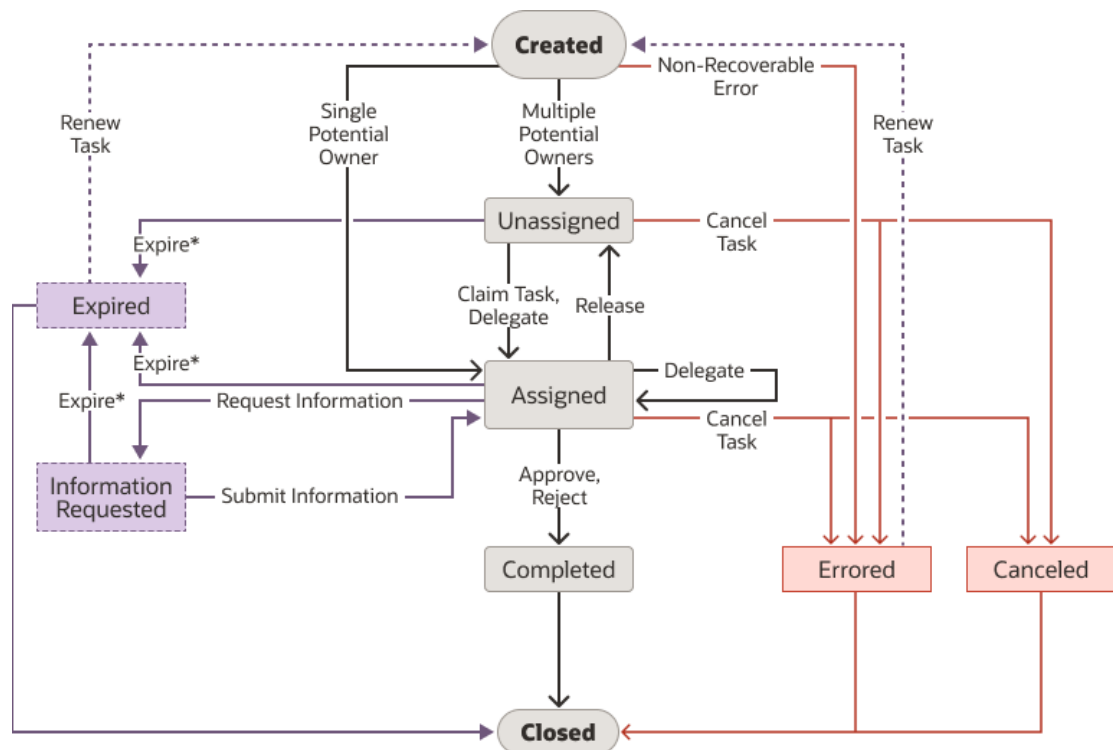 Created
Non-Recoverable
Error
Single
Potential
Owner
Multiple
Potential
Owners
Renew
Task
Renew
Task
Unassigned
Cancel
Task
Expire*
Claim Task,
Delegate
Release
Expired
Expire*
Delegate
Assigned
Expire*
Request Information
Cancel
Task
Information
Requested
Submit Information
Approve,
Reject
Completed
Errored
Canceled
Closed